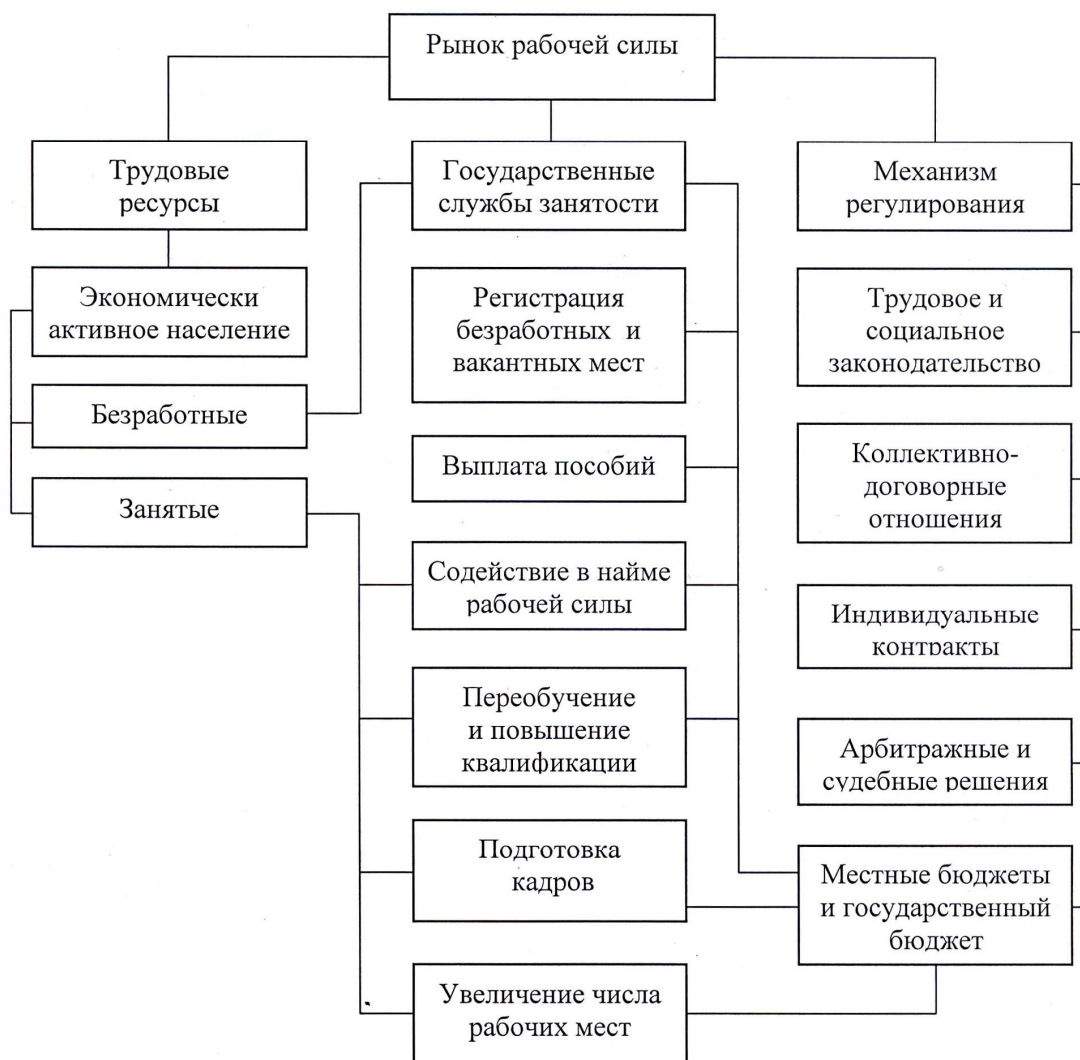 Рынок рабочей силы
Трудовые
ресурсы
Экономически
активное население
Безработные
Занятые
Государственные
службы занятости
Регистрация
безработных и
вакантных мест
Выплата пособий
Содействие в найме
рабочей силы
Переобучение
и повышение
квалификации
Подготовка
кадров
Увеличение числа
рабочих мест
Механизм
регулирования
Трудовое и
социальное
законодательство
Коллективно-
договорные
отношения
Индивидуальные
контракты
Арбитражные и
судебные решения
Местные бюджеты
и государственный
бюджет